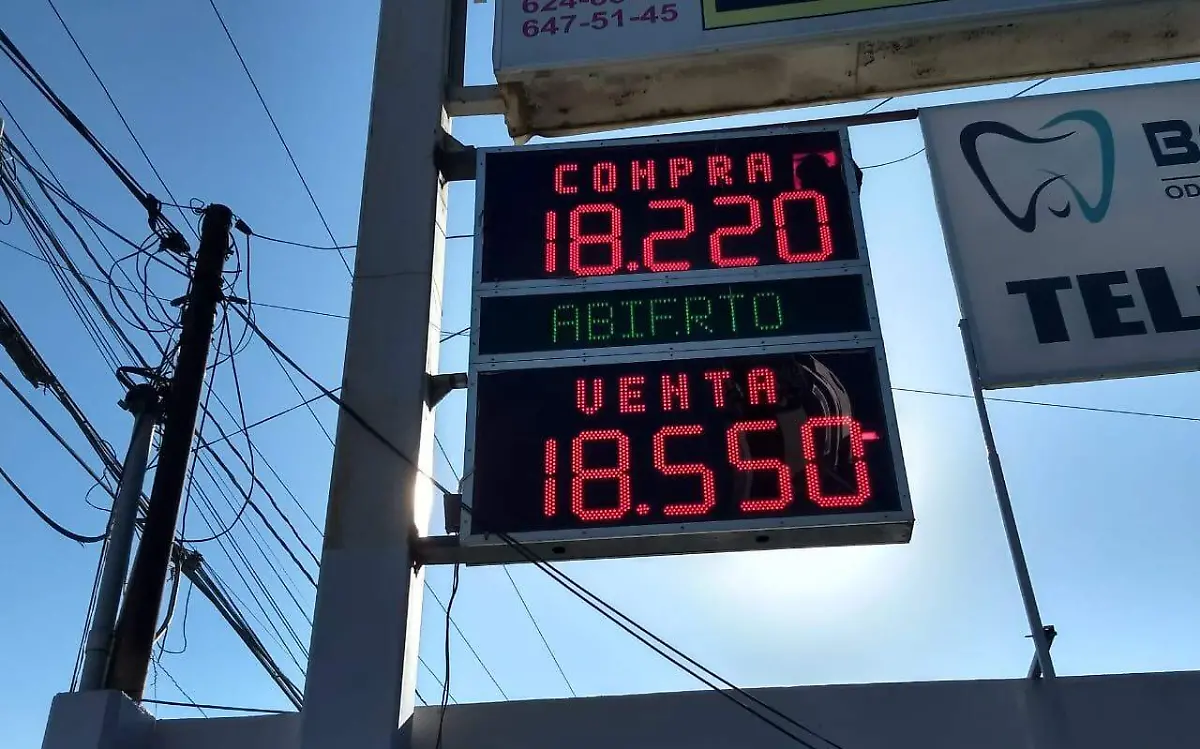 647-51-45
COMPRA
18.220
ABIERTO
VENTA
18.550
TEL